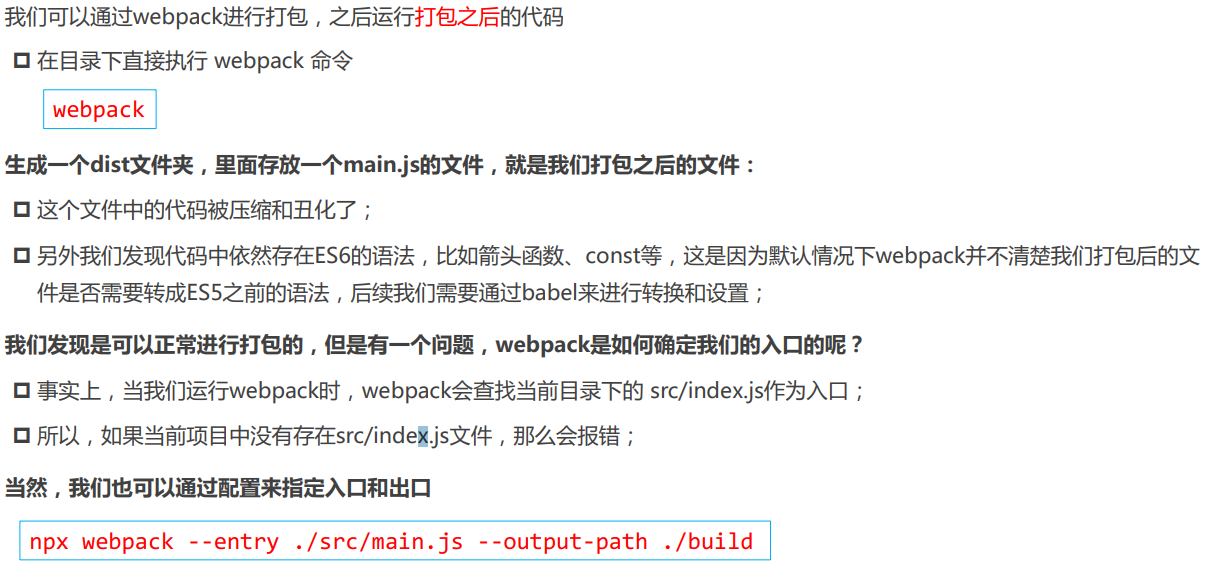 我们可以通过webpack进行打包，之后运行打包之后的代码
在目录下直接执行 webpack 命令
webpack
生成一个dist文件夹，里面存放一个main.js的文件，就是我们打包之后的文件：
这个文件中的代码被压缩和丑化了；
另外我们发现代码中依然存在ES6的语法，比如箭头函数、const等，这是因为默认情况下webpack并不清楚我们打包后的文
件是否需要转成ES5之前的语法，后续我们需要通过babel来进行转换和设置；
我们发现是可以正常进行打包的，但是有一个问题，webpack是如何确定我们的入口的呢？
事实上，当我们运行webpack时，webpack会查找当前目录下的 src/index.js作为入口；
所以，如果当前项目中没有存在src/index.js文件，那么会报错；
当然，我们也可以通过配置来指定入口和出口
npx webpack --entry ./src/main.js --output-path ./build